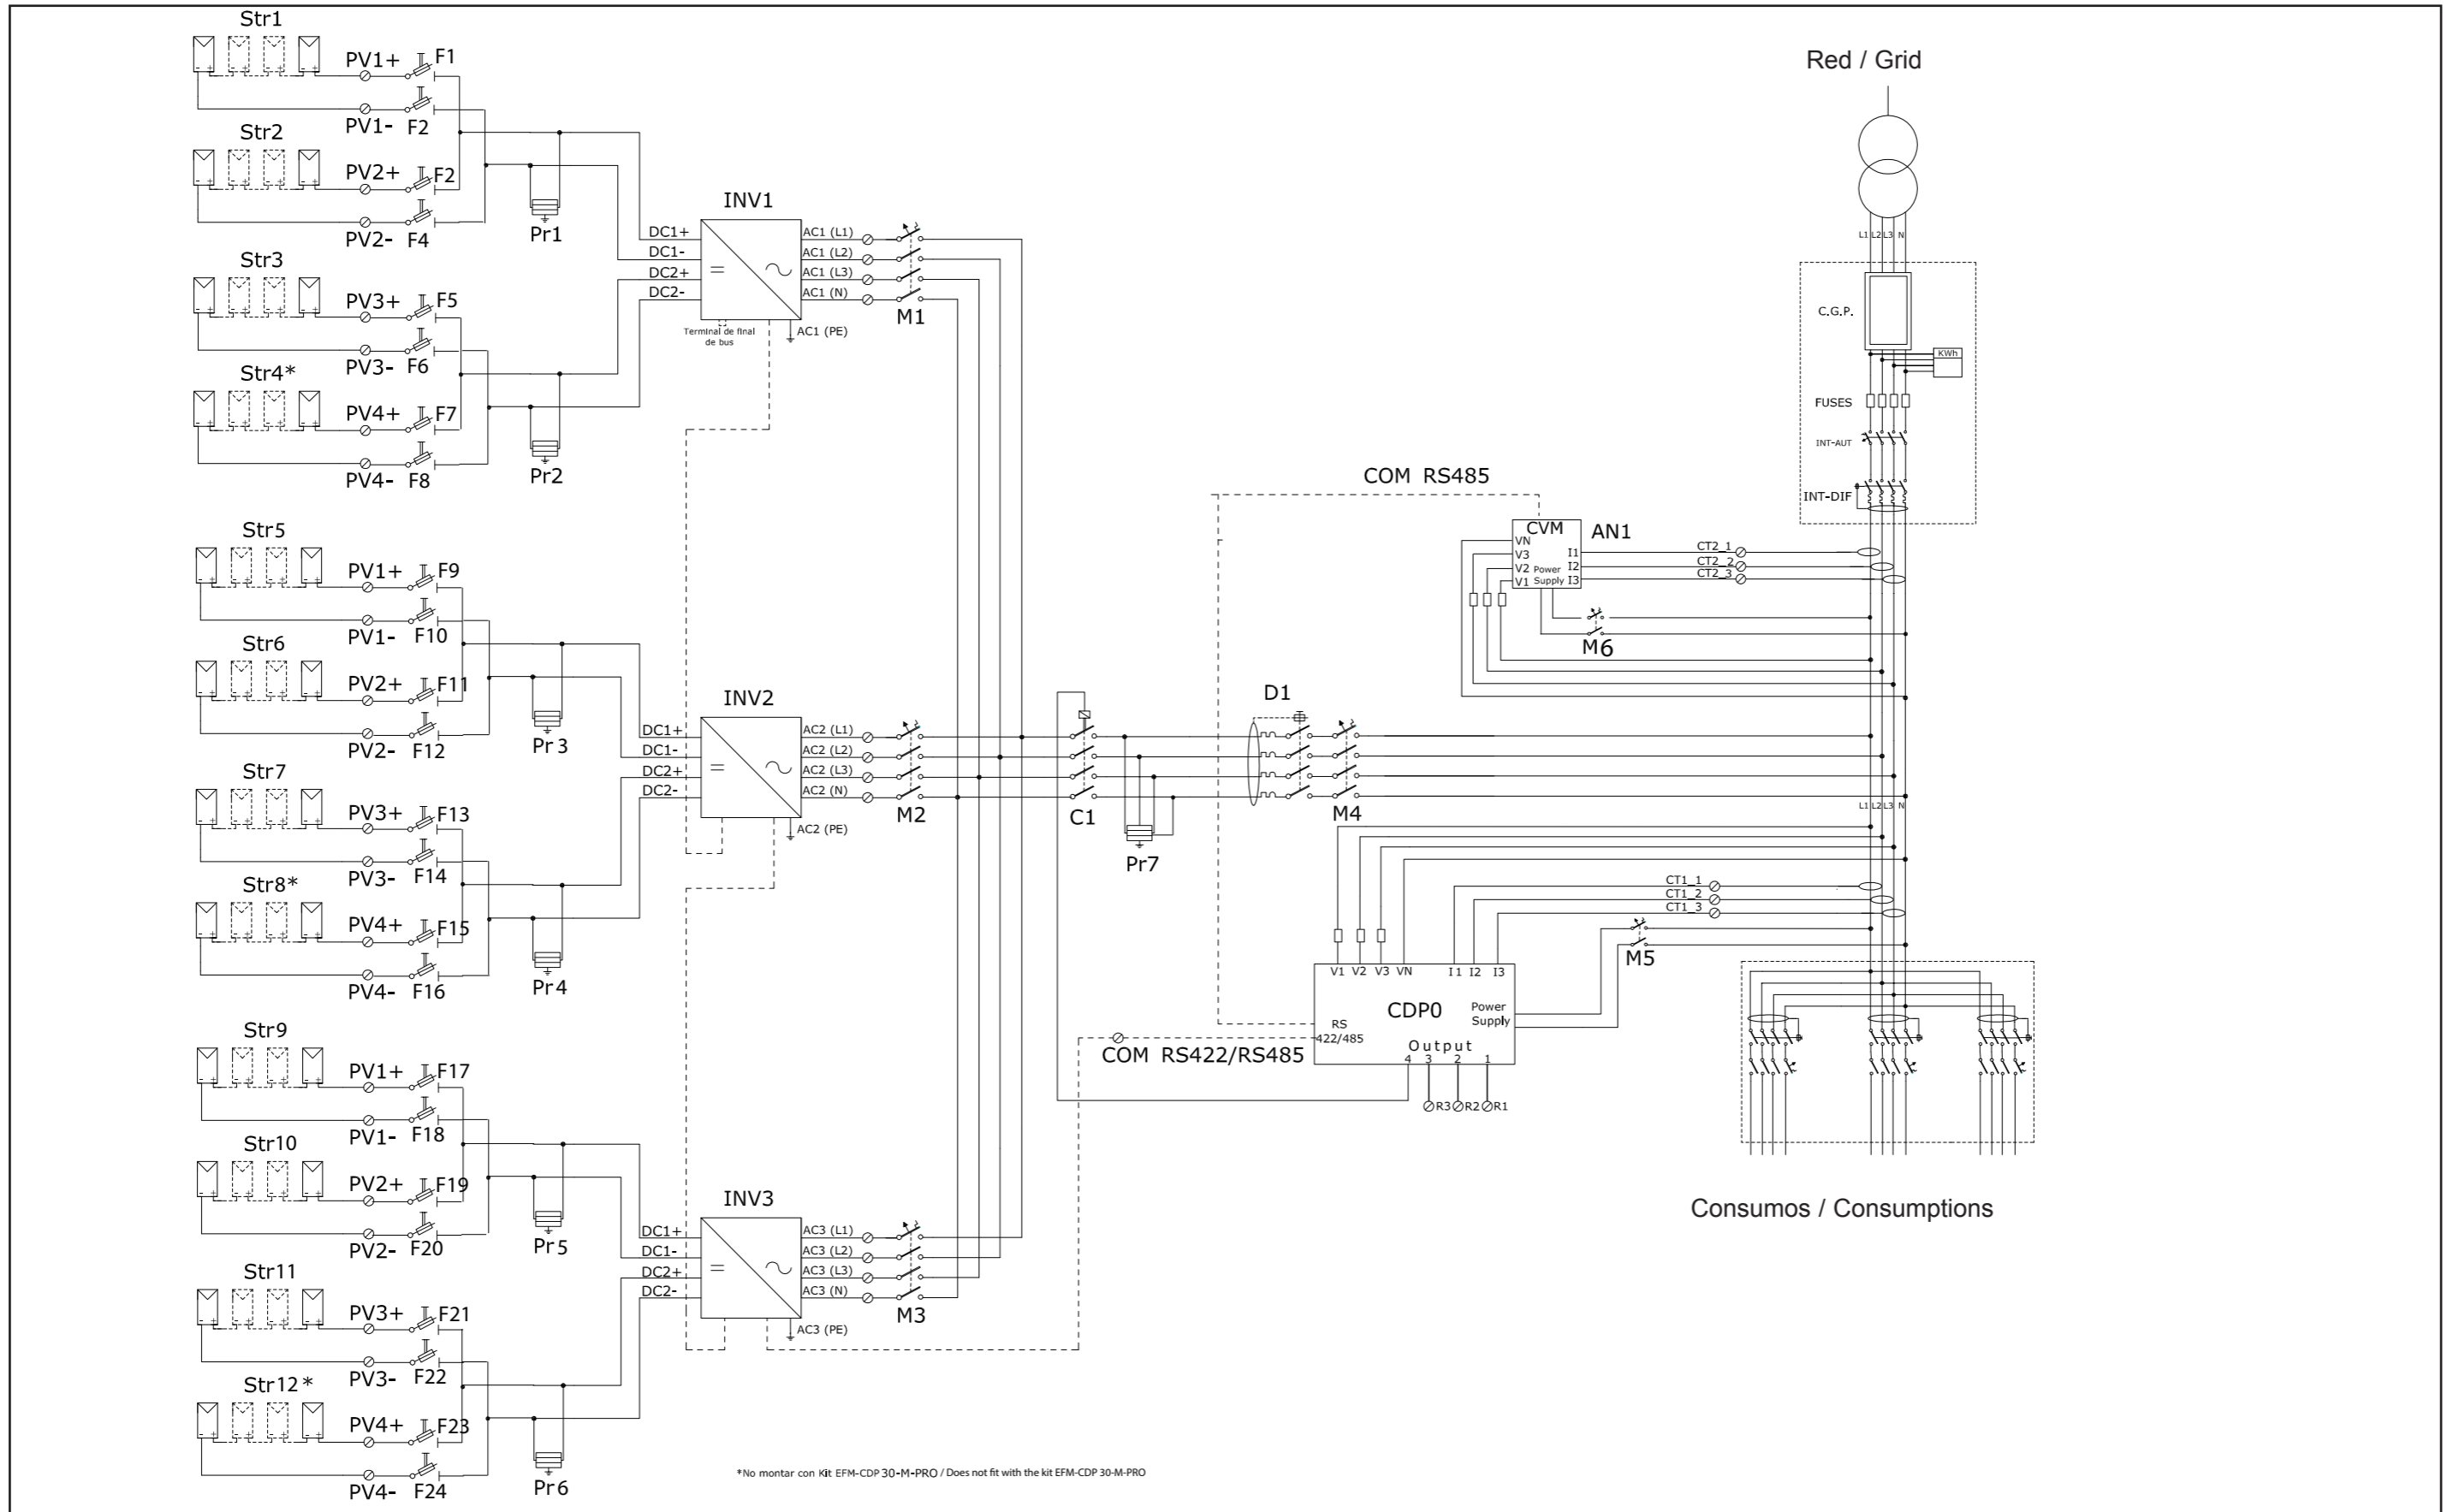 Str1
PV1+ F1
PV1- F2
Str2
PV2+ F2
PV2- F4
Pr1
Str3
PV3+ F5
PV3- F6
Str4*
PV4+ F7
PV4- F8
Pr2
Str5
PV1+ F9
PV1- F10
Str6
PV2+ F11
PV2- F12
Pr3
Str7
PV3+ F13
PV3- F14
Str8*
PV4+ F15
PV4- F16
Pr4
Str9
PV1+ F17
PV1- F18
Str10
PV2+ F19
PV2- F20
Pr5
Str11
PV3+ F21
PV3- F22
Str12*
PV4+ F23
PV4- F24
Pr6
INV1
DC1+
DC1-
DC2+
DC2-
AC1 (L1)
AC1 (L2)
AC1 (L3)
AC1 (N)
AC1 (PE)
Terminal de final
de bus
M1
INV2
DC1+
DC1-
DC2+
DC2-
AC2 (L1)
AC2 (L2)
AC2 (L3)
AC2 (N)
AC2 (PE)
M2
INV3
DC1+
DC1-
DC2+
DC2-
AC3 (L1)
AC3 (L2)
AC3 (L3)
AC3 (N)
AC3 (PE)
M3
C1
Pr7
D1
M4
COM RS485
CVM
AN1
VN
V3
V2
V1
Power
Supply
I1
I2
I3
CT2_1
CT2_2
CT2_3
M6
Red / Grid
L1 L2 L3 N
C.G.P.
KWh
FUSES
INT-AUT
INT-DIF
L1 L2 L3 N
CT1_1
CT1_2
CT1_3
M5
V1 V2 V3 VN I1 I2 I3
CDP0
Power
Supply
RS
422/485
Output
4 3 2 1
R3 R2 R1
COM RS422/RS485
Consumos / Consumptions
*No montar con Kit EFM-CDP 30-M-PRO / Does not fit with the kit EFM-CDP 30-M-PRO